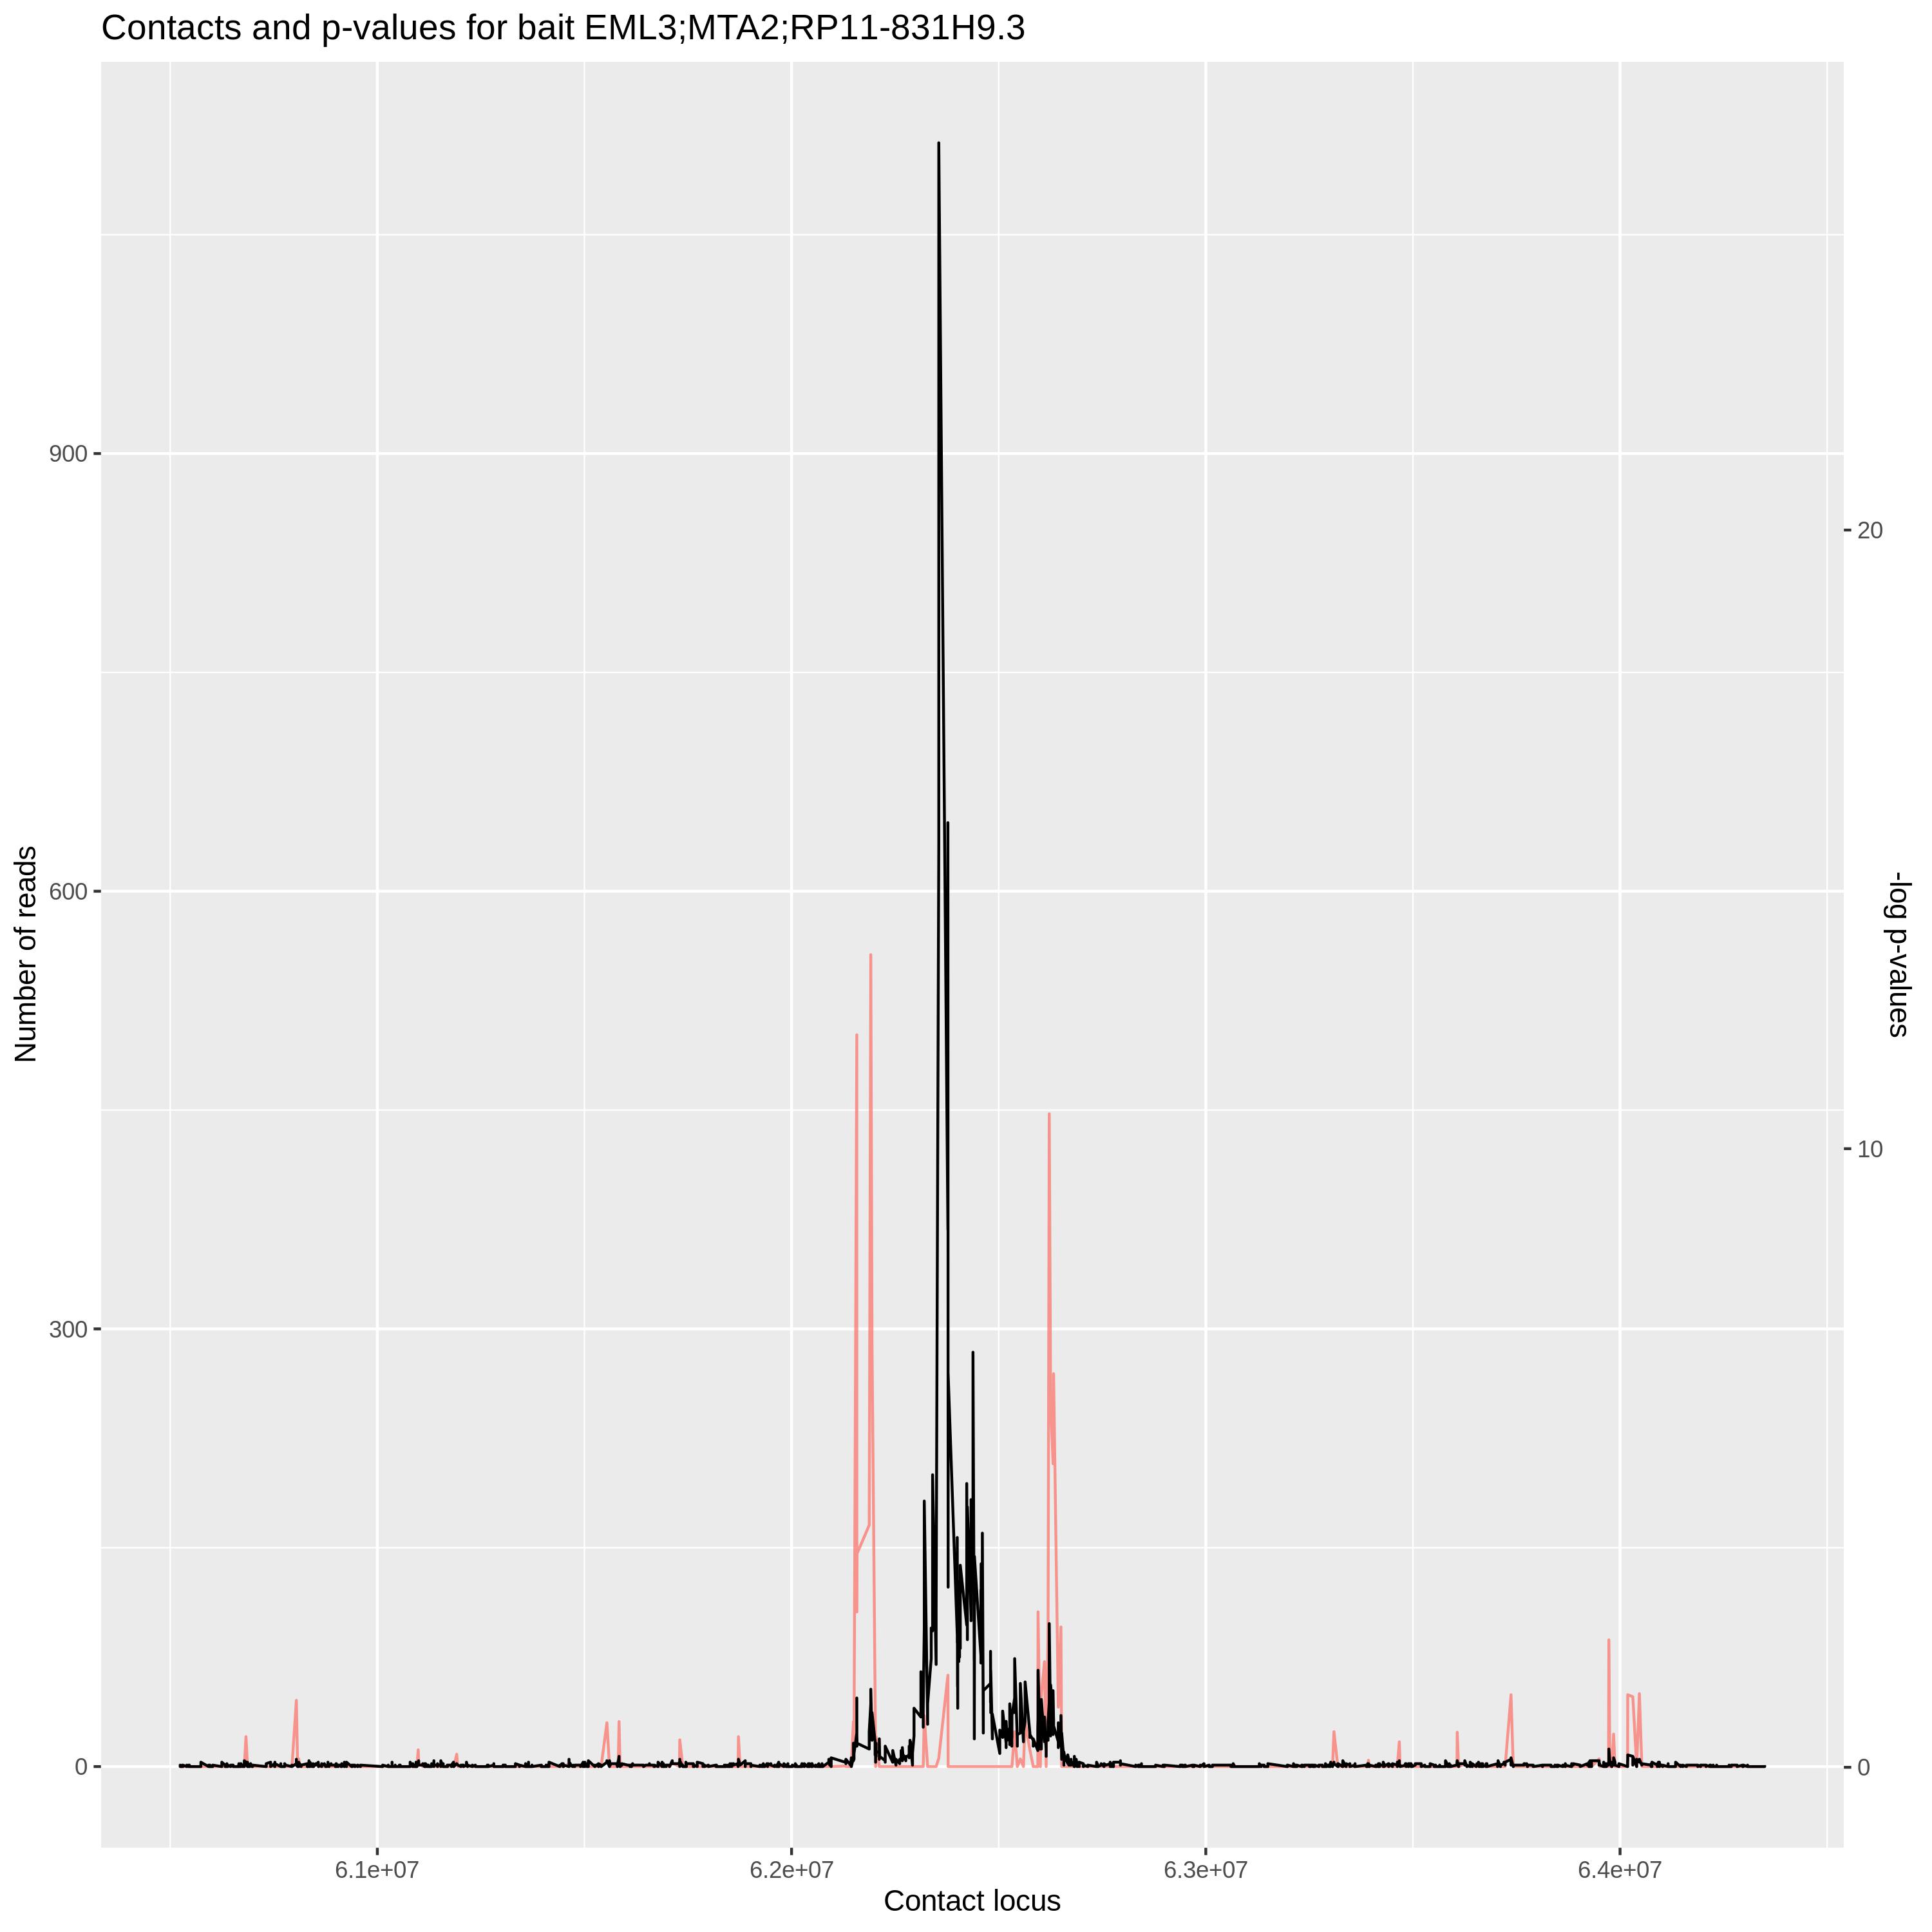 Contacts and p-values for bait EML3;MTA2;RP11-831H9.3
Number of reads
900
600
300
0
20
10
0
-log p-values
6.1e+07
6.2e+07
6.3e+07
6.4e+07
Contact locus